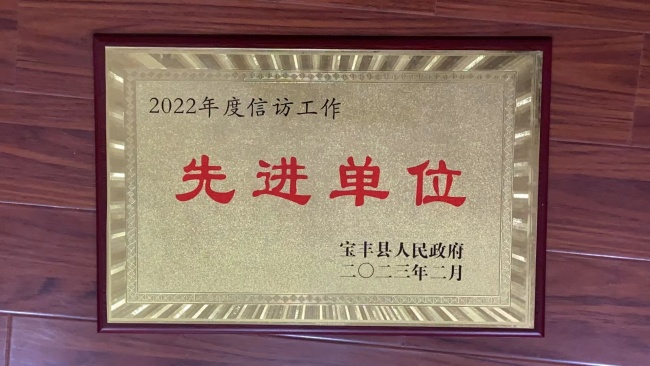 2022年度信访工作
先进单位
宝丰县人民政府
二〇二三年二月